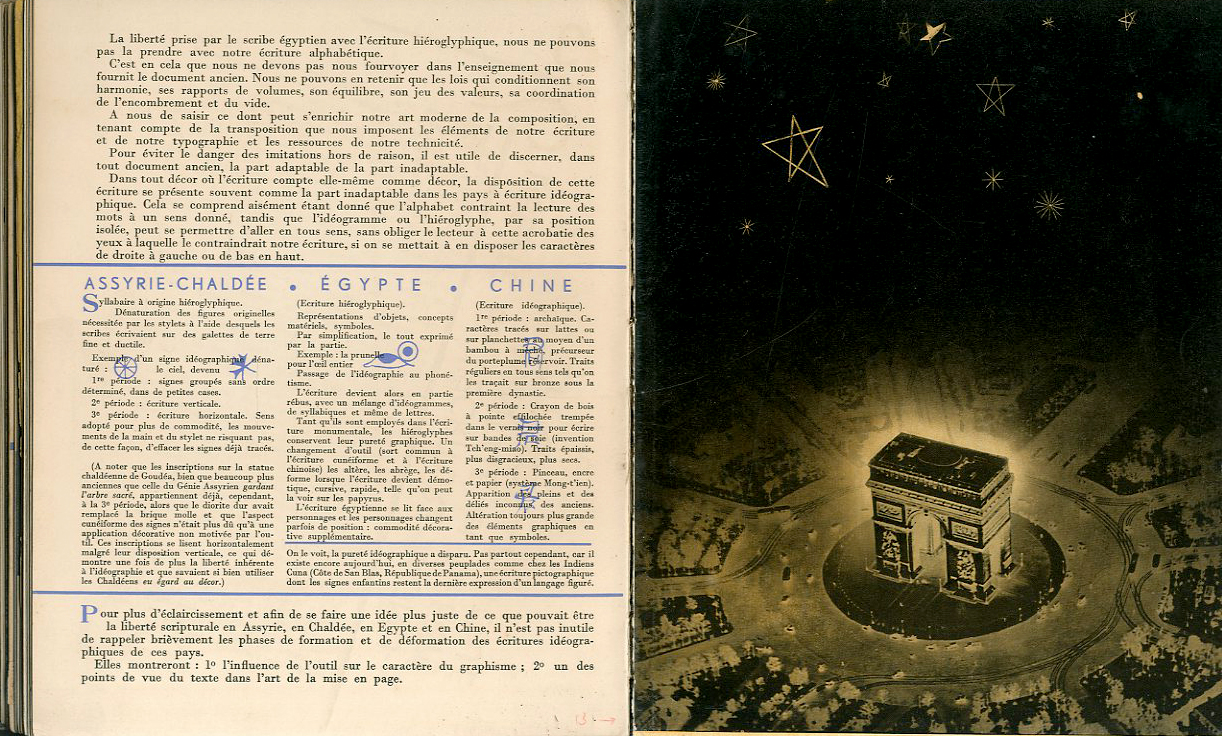 La liberté prise par le scribe égyptien avec l'écriture hiéroglyphique, nous ne pouvons
pas la prendre avec notre écriture alphabétique.
C'est en cela que nous ne devons pas nous fourvoyer dans l'enseignement que nous
fournit le document ancien. Nous ne pouvons en retenir que les lois qui conditionnent son
harmonie, ses rapports de volumes, son équilibre, son jeu des valeurs, sa coordination
de l'encombrement et du vide.
A nous de saisir ce dont peut s'enrichir notre art moderne de la composition, en
tenant compte de la transposition que nous imposent les éléments de notre écriture
et de notre typographie et les ressources de notre technicité.
Pour éviter le danger des imitations hors de raison, il est utile de discerner, dans
tout document ancien, la part adaptable de la part inadaptable.
Dans tout décor où l'écriture compte elle-même comme décor, la disposition de cette
écriture se présente souvent comme la part inadaptable dans les pays à écriture idéogra-
phique. Cela se comprend aisément étant donné que l'alphabet contraint la lecture des
mots à un sens donné, tandis que l'idéogramme ou l'hiéroglyphe, par sa position
isolée, peut se permettre d'aller en tous sens, sans obliger le lecteur à cette acrobatie des
yeux à laquelle le contraindrait notre écriture, si on se mettait à en disposer les caractères
de droite à gauche ou de bas en haut.
ASSYRIE-CHALDÉE • ÉGYPTE • CHINE
Syllabaire à origine hiéroglyphique.
Dénaturation des figures originelles
nécessitée par les stylets à l'aide desquels les
scribes écrivaient sur des galettes de terre
fine et ductile.
Exemple d'un signe idéographique déna-
turé : le ciel, devenu
1re période : signes groupés sans ordre
déterminé, dans de petites cases.
2e période : écriture verticale.
3e période : écriture horizontale. Sens
adopté pour plus de commodité, les mouve-
ments de la main et du stylet ne risquant pas,
de cette façon, d'effacer les signes déjà tracés.
(A noter que les inscriptions sur la statue
chaldéenne de Goudéa, bien que beaucoup plus
anciennes que celle du Génie Assyrien gardant
l'arbre sacré, appartiennent déjà, cependant,
à la 3e période, alors que le diorite dur avait
remplacé la brique molle et que l'aspect
cunéiforme des signes n'était plus dû qu'à une
application décorative non motivée par l'ou-
til. Ces inscriptions se lisent horizontalement
malgré leur disposition verticale, ce qui dé-
montre une fois de plus la liberté inhérente
à l'idéographie et que savaient si bien utiliser
les Chaldéens eu égard au décor.)
(Ecriture hiéroglyphique).
Représentations d'objets, concepts
matériels, symboles.
Par simplification, le tout exprimé
par la partie.
Exemple : la prunelle
pour l'œil entier
Passage de l'idéographie au phoné-
tisme.
L'écriture devient alors en partie
rébus, avec un mélange d'idéogrammes,
de syllabiques et même de lettres.
Tant qu'ils sont employés dans l'écri-
ture monumentale, les hiéroglyphes
conservent leur pureté graphique. Un
changement d'outil (sort commun à
l'écriture cunéiforme et à l'écriture
chinoise) les altère, les abrège, les dé-
forme lorsque l'écriture devient démo-
tique, cursive, rapide, telle qu'on peut
la voir sur les papyrus.
L'écriture égyptienne se lit face aux
personnages et les personnages changent
parfois de position : commodité décora-
tive supplémentaire.
(Ecriture idéographique).
1re période : archaïque. Ca-
ractères tracés sur lattes ou
sur planchettes au moyen d'un
bambou à mèche précurseur
du porteplume réservoir. Traits
réguliers en tous sens tels qu'on
les traçait sur bronze sous la
première dynastie.
2e période : Crayon de bois
à pointe effilochée trempée
dans le vernis noir pour écrire
sur bandes de soie (invention
Tch'eng-miao). Traits épaissis,
plus disgracieux, plus secs.
3e période : Pinceau, encre
et papier (système Mong-t'ien).
Apparition des pleins et des
déliés inconnus des anciens.
Altération toujours plus grande
des éléments graphiques en
tant que symboles.
On le voit, la pureté idéographique a disparu. Pas partout cependant, car il
existe encore aujourd'hui, en diverses peuplades comme chez les Indiens
Cuna (Côte de San Blas, République de Panama), une écriture pictographique
dont les signes enfantins restent la dernière expression d'un langage figuré.
Pour plus d'éclaircissement et afin de se faire une idée plus juste de ce que pouvait être
la liberté scripturale en Assyrie, en Chaldée, en Egypte et en Chine, il n'est pas inutile
de rappeler brièvement les phases de formation et de déformation des écritures idéogra-
phiques de ces pays.
Elles montreront : 1o l'influence de l'outil sur le caractère du graphisme ; 2o un des
points de vue du texte dans l'art de la mise en page.